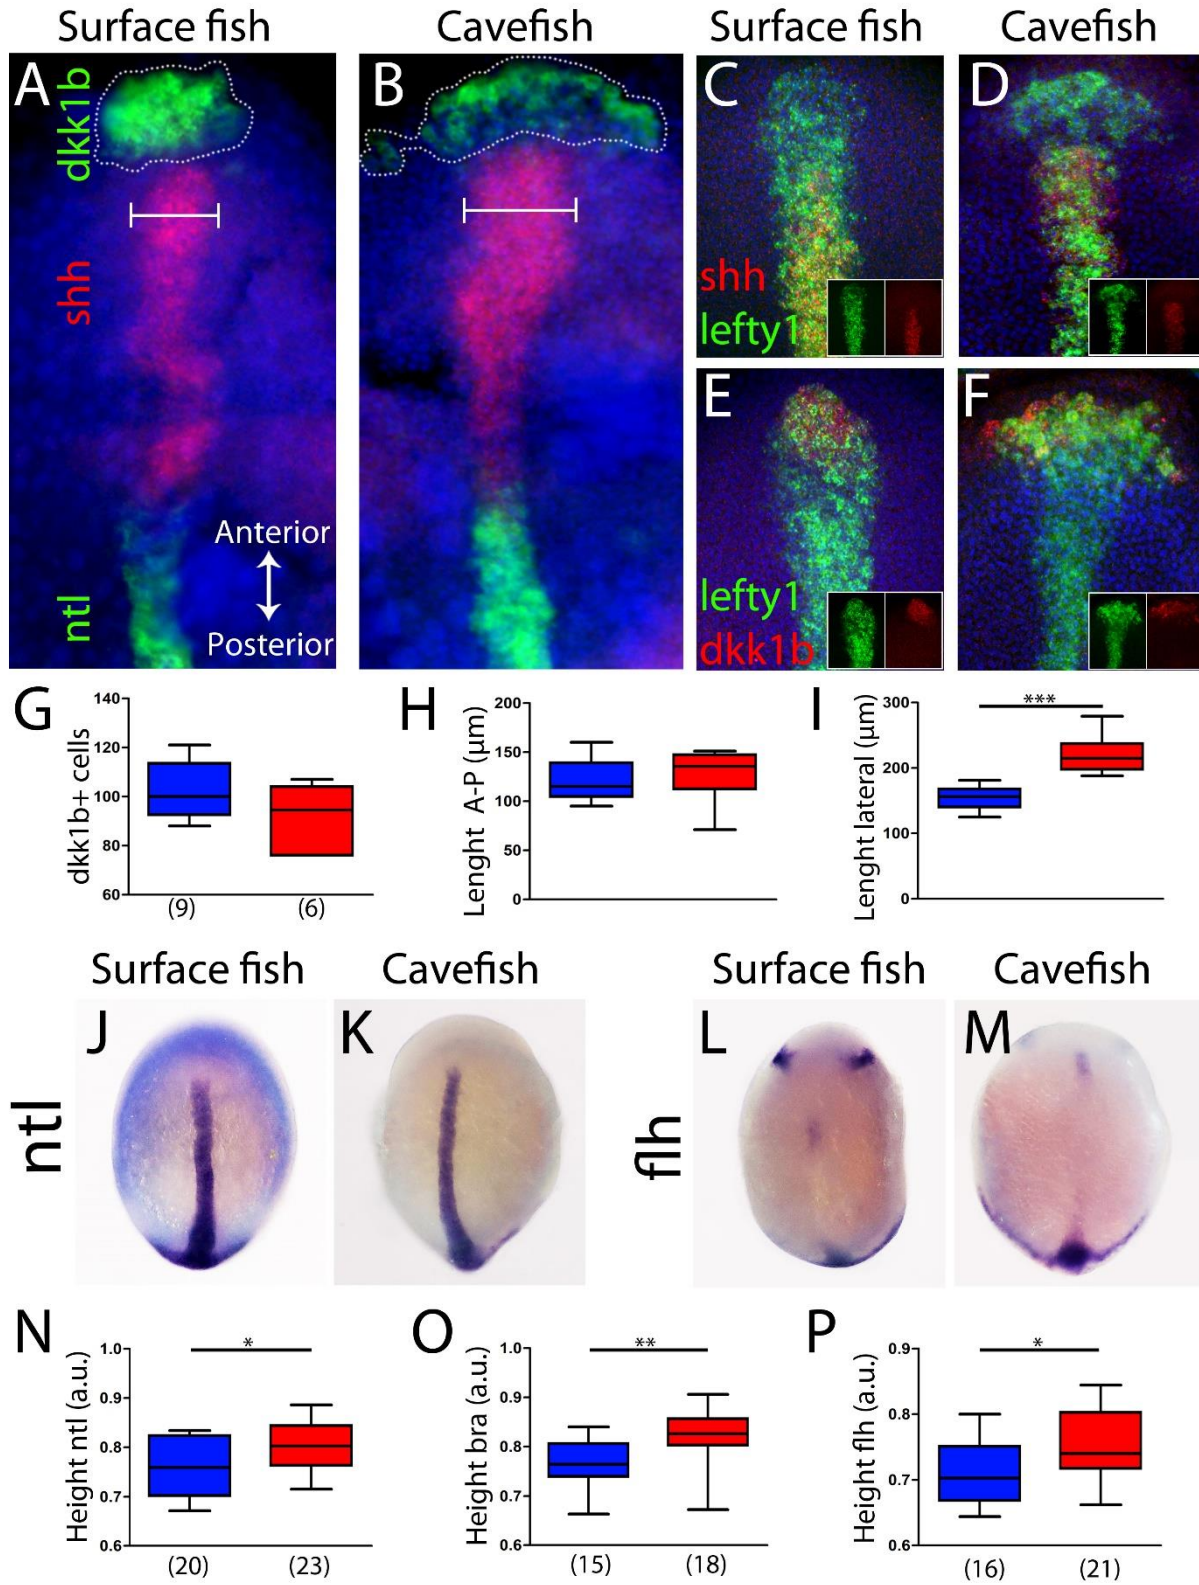 Surface fish
Cavefish
Surface fish
Cavefish
A
B
C
D
dkk1b
shh
ntl
Anterior
Posterior
shh
lefty1
E
F
lefty1
dkk1b
G
H
I
dkk1b+ cells
140
120
100
80
60
(9)
(6)
Lenght A-P (µm)
200
150
100
50
0
Lenght lateral (µm)
300
200
100
0
***
Surface fish
Cavefish
Surface fish
Cavefish
J
K
L
M
ntl
flh
N
O
P
Height ntl (a.u.)
1.0
0.9
0.8
0.7
0.6
*
(20)
(23)
Height bra (a.u.)
1.0
0.9
0.8
0.7
0.6
**
(15)
(18)
Height flh (a.u.)
0.9
0.8
0.7
0.6
*
(16)
(21)